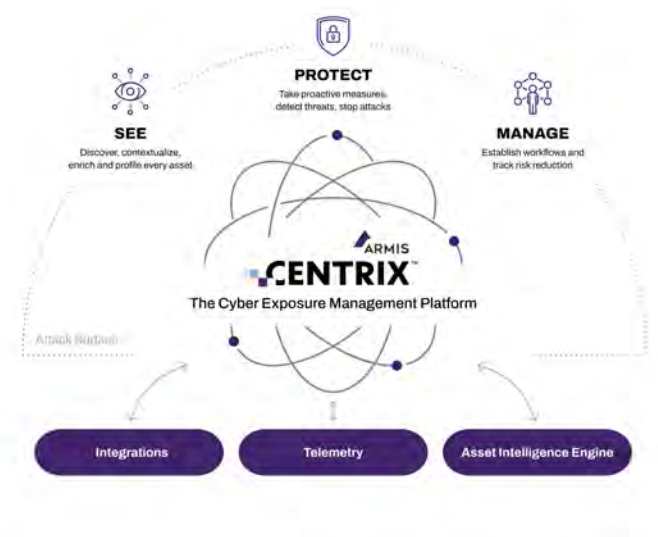 PROTECT
Take proactive measures,
detect threats, stop attacks
SEE
Discover, contextualize,
enrich and profile every asset
MANAGE
Establish workflows and
track risk reduction
ARMIS
CENTRIX™
The Cyber Exposure Management Platform
Attack Surface
Integrations
Telemetry
Asset Intelligence Engine